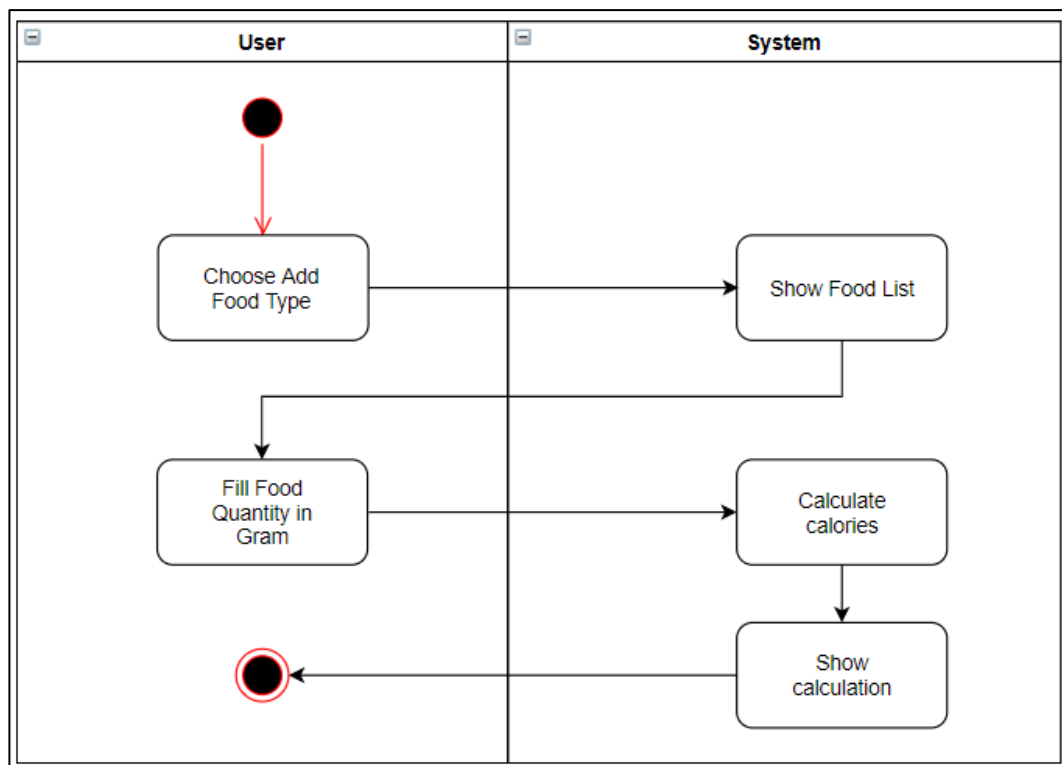 User
System
Choose Add
Food Type
Show Food List
Fill Food
Quantity in
Gram
Calculate
calories
Show
calculation